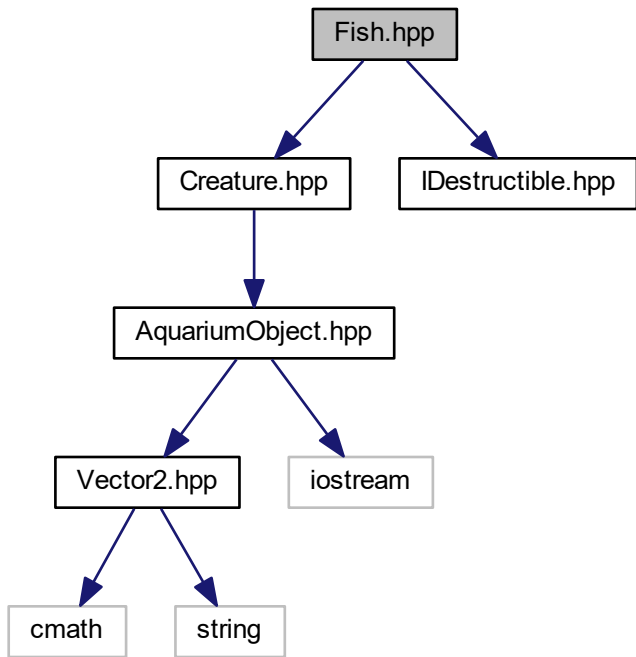 Fish.hpp
Creature.hpp
IDestructible.hpp
AquariumObject.hpp
Vector2.hpp
iostream
cmath
string